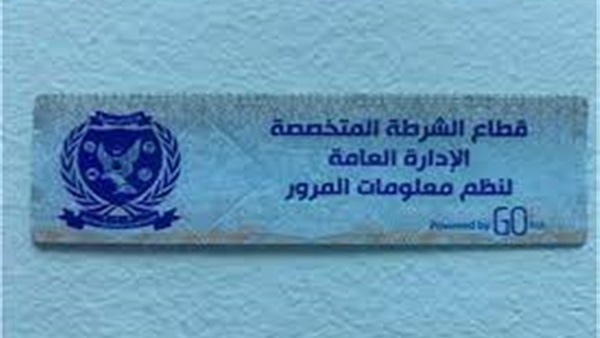 قطاع الشرطة المتخصصة
الإدارة العامة
لنظم معلومات المرور
Powered by GO